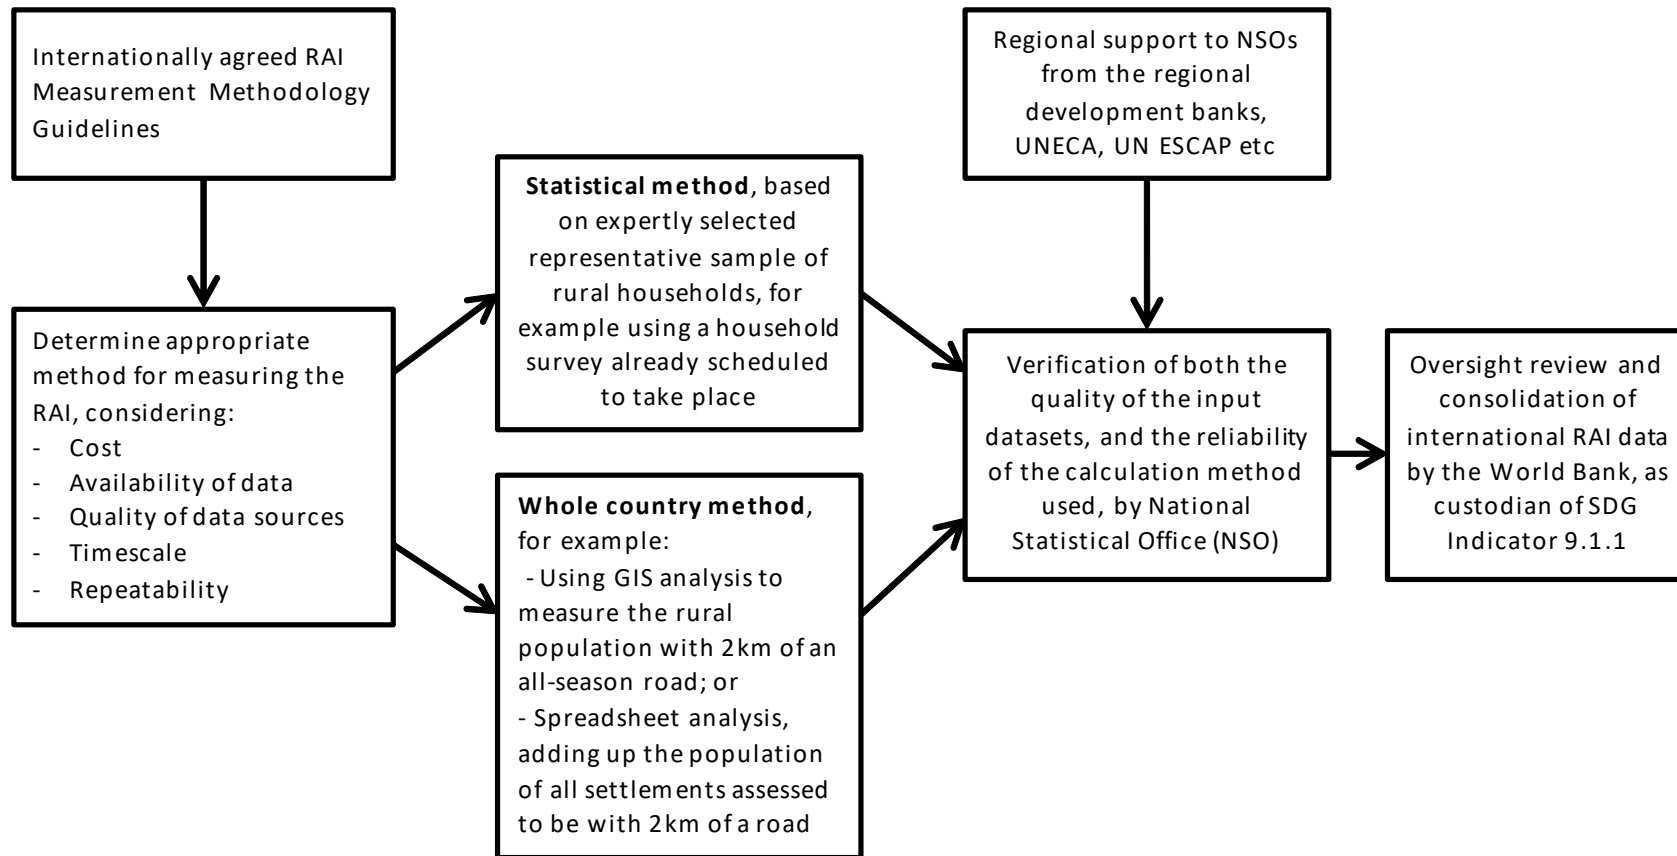 Internationally agreed RAI
Measurement Methodology
Guidelines
Determine appropriate
method for measuring the
RAI, considering:
- Cost
- Availability of data
- Quality of data sources
- Timescale
- Repeatability
Statistical method, based
on expertly selected
representative sample of
rural households, for
example using a household
survey already scheduled
to take place
Whole country method,
for example:
- Using GIS analysis to
measure the rural
population with 2km of an
all-season road; or
- Spreadsheet analysis,
adding up the population
of all settlements assessed
to be with 2km of a road
Regional support to NSOs
from the regional
development banks,
UNECA, UN ESCAP etc
Verification of both the
quality of the input
datasets, and the reliability
of the calculation method
used, by National
Statistical Office (NSO)
Oversight review and
consolidation of
international RAI data
by the World Bank, as
custodian of SDG
Indicator 9.1.1